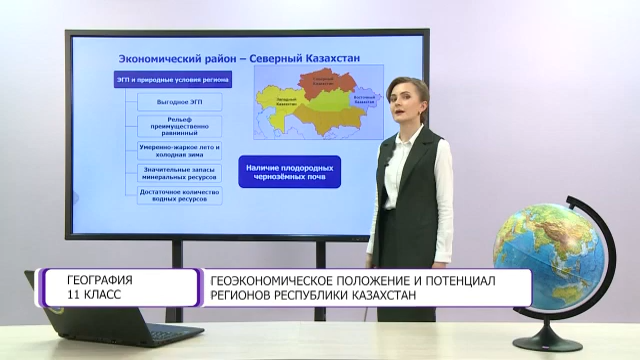 Экономический район – Северный Казахстан
ЭГП и природные условия региона
Выгодное ЭГП
Рельеф
преимущественно
равнинный
Умеренно-жаркое лето и
холодная зима
Значительные запасы
минеральных ресурсов
Достаточное количество
водных ресурсов
Северный
Казахстан
Западный
Казахстан
Восточный
Казахстан
Наличие плодородных
чернозёмных почв
ГЕОГРАФИЯ
11 КЛАСС
ГЕОЭКОНОМИЧЕСКОЕ ПОЛОЖЕНИЕ И ПОТЕНЦИАЛ
РЕГИОНОВ РЕСПУБЛИКИ КАЗАХСТАН